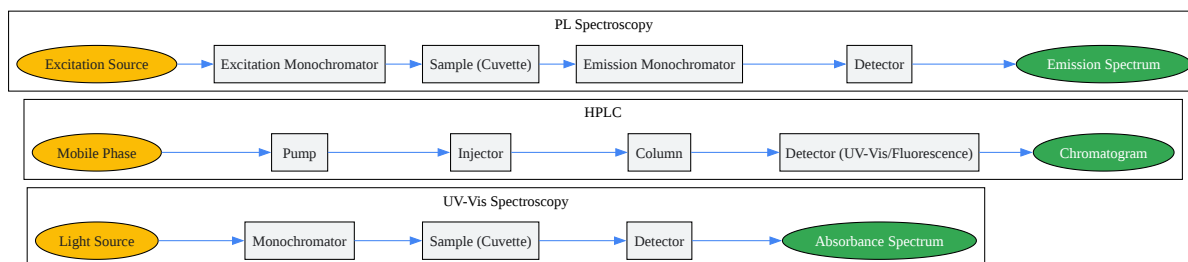 PL Spectroscopy
Excitation Source
Excitation Monochromator
Sample (Cuvette)
Emission Monochromator
Detector
Emission Spectrum
HPLC
Mobile Phase
Pump
Injector
Column
Detector (UV-Vis/Fluorescence)
Chromatogram
UV-Vis Spectroscopy
Light Source
Monochromator
Sample (Cuvette)
Detector
Absorbance Spectrum